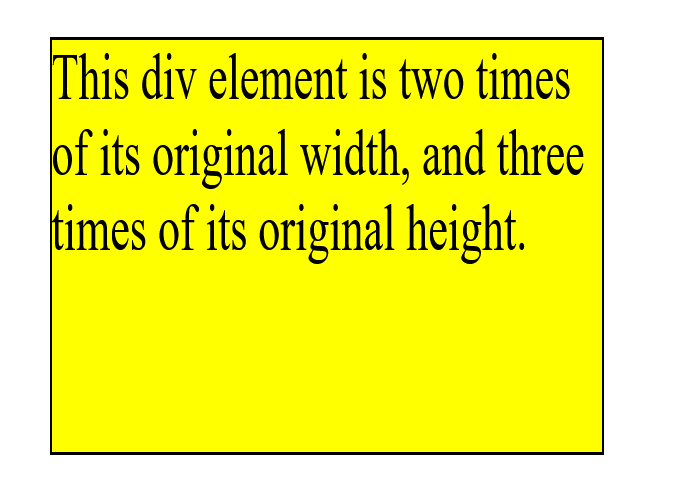 This div element is two times
of its original width, and three
times of its original height.